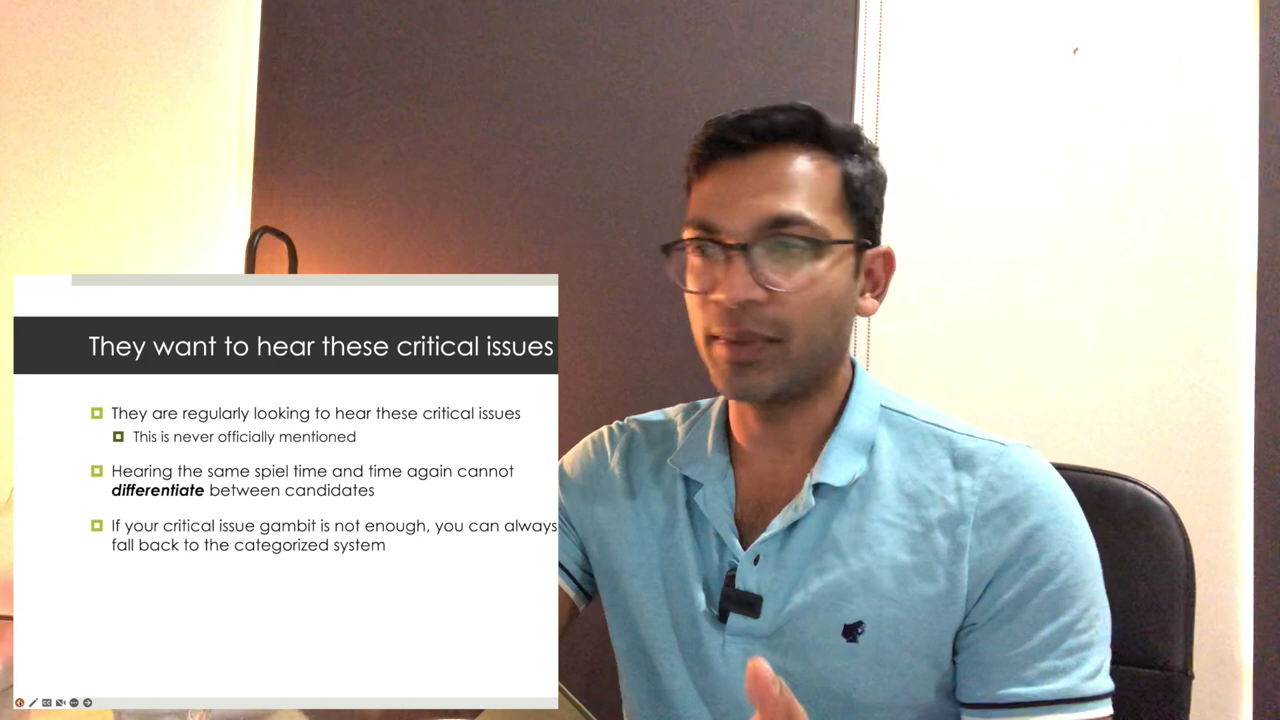 They want to hear these critical issues
They are regularly looking to hear these critical issues
This is never officially mentioned
Hearing the same spiel time and time again cannot
differentiate between candidates
If your critical issue gambit is not enough, you can always
fall back to the categorized system